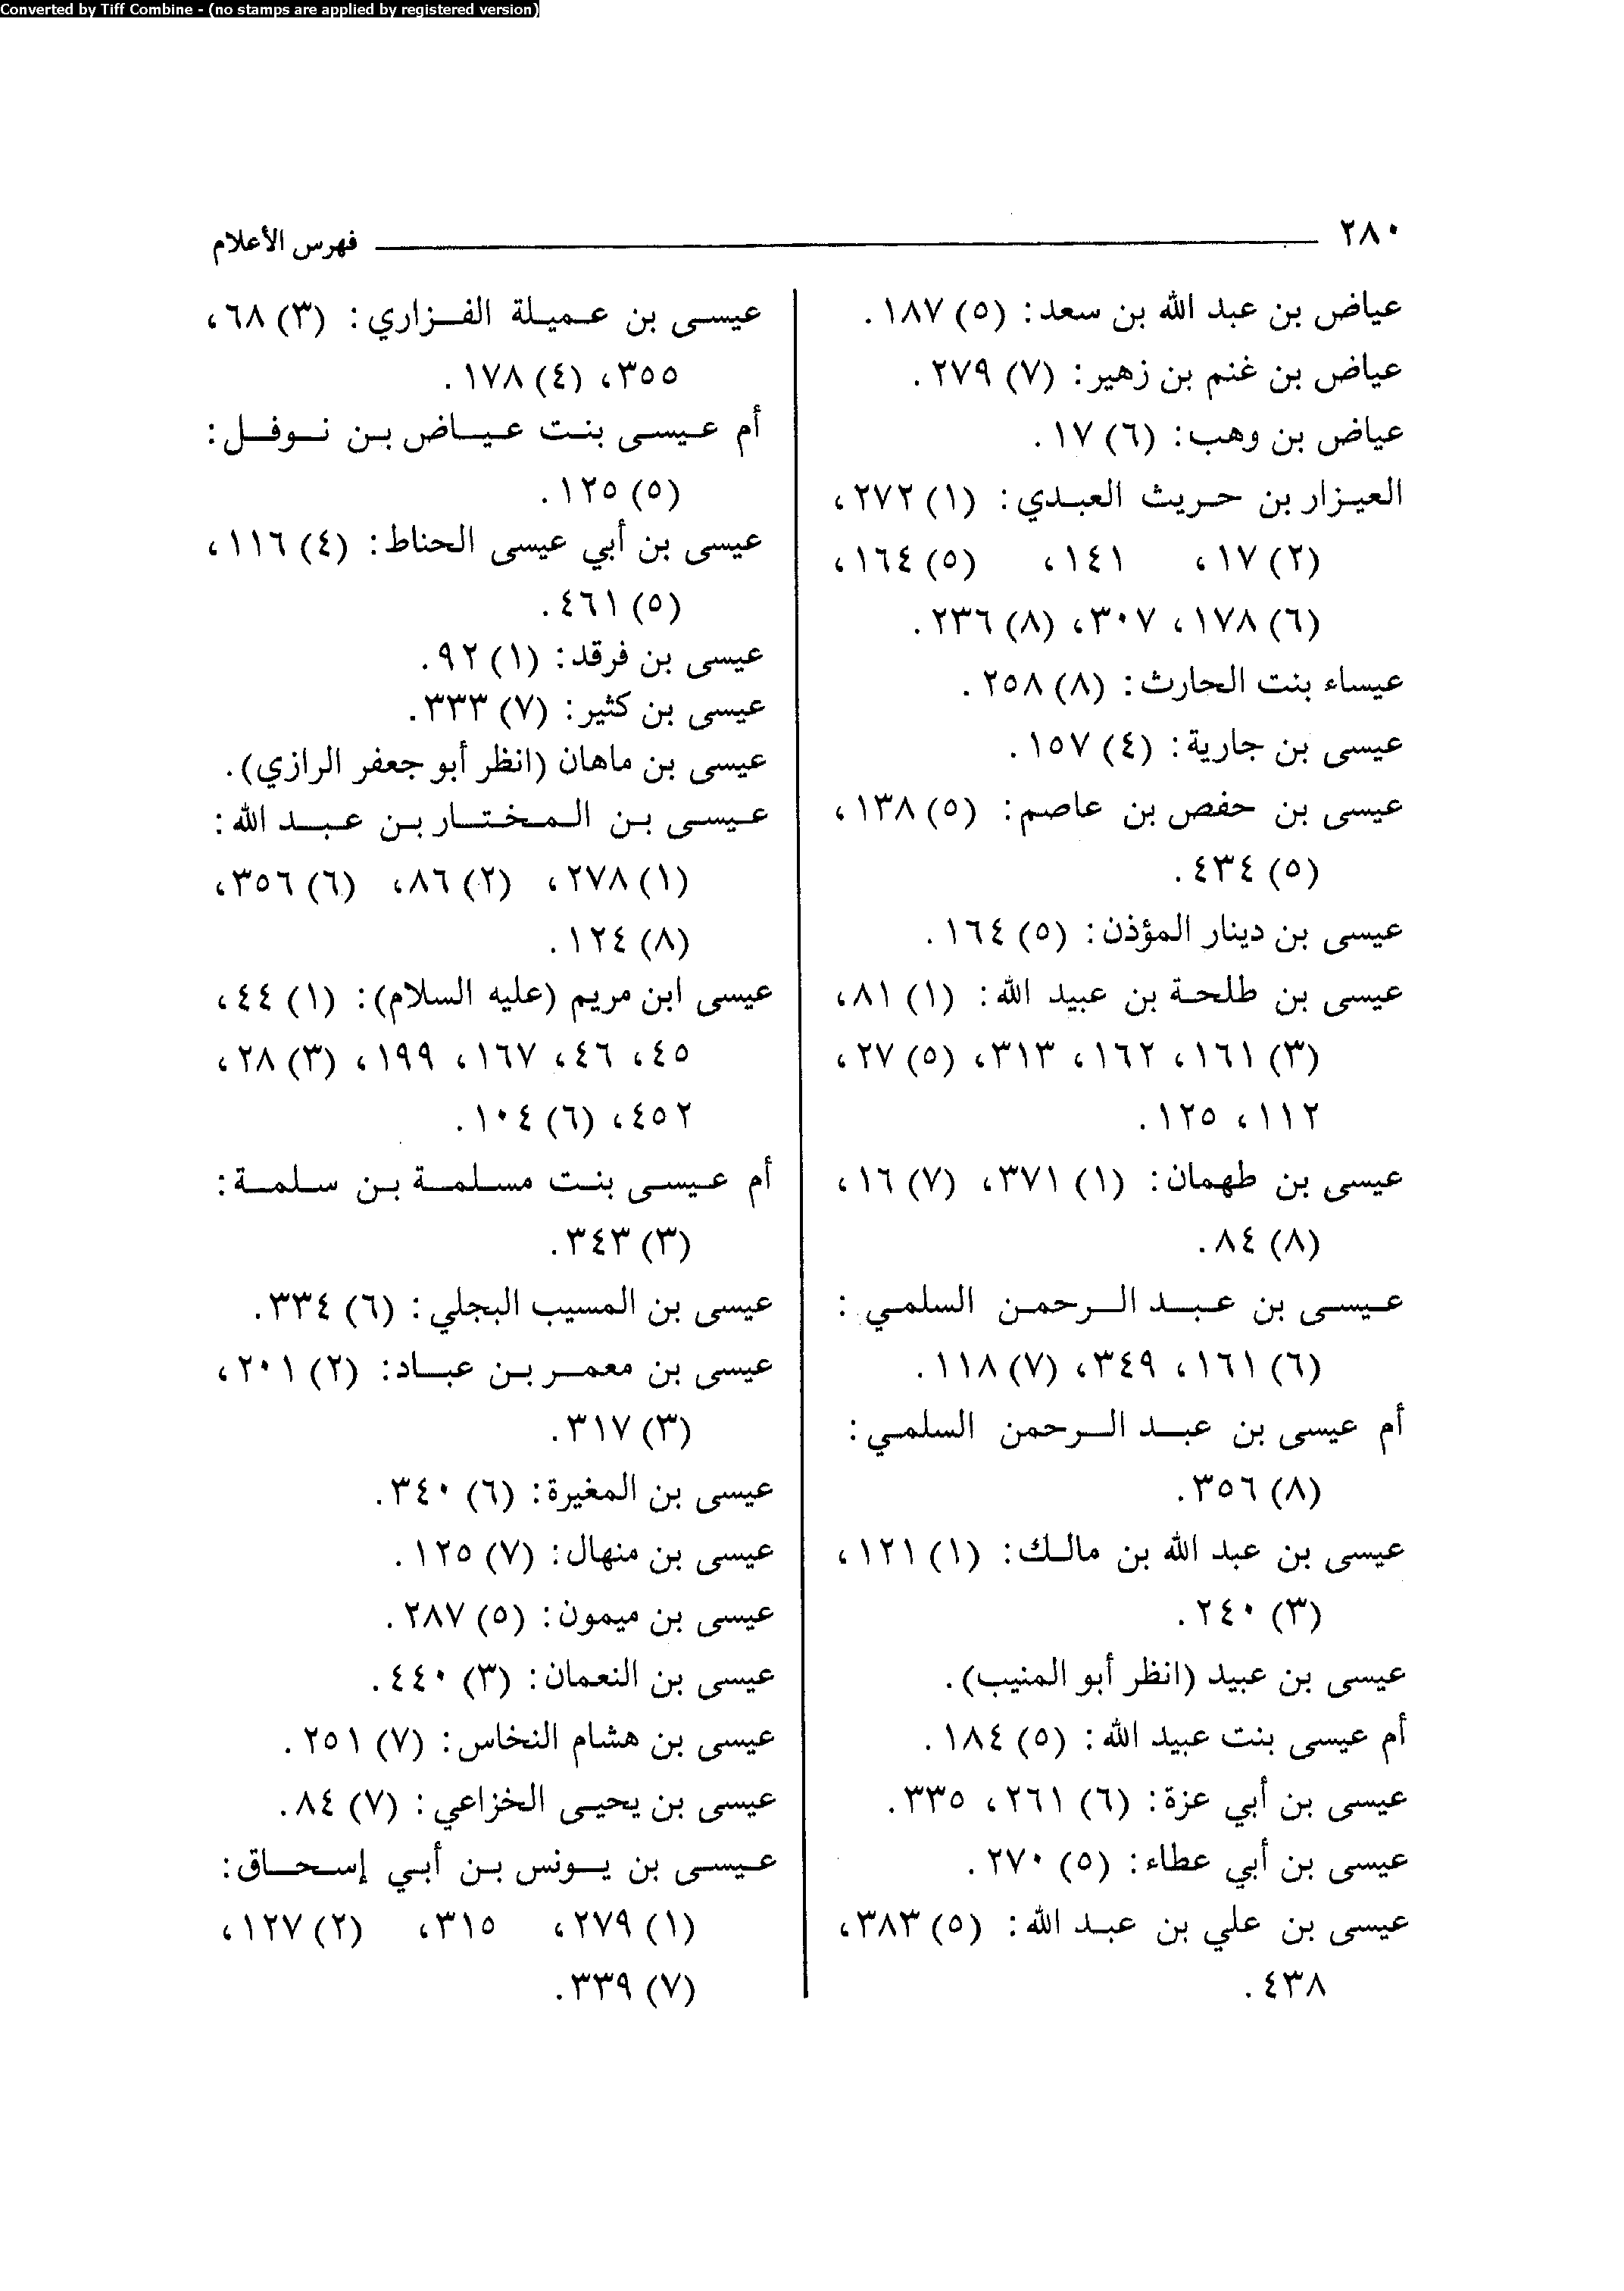 Converted by Tiff Combine - (no stamps are applied by registered version)
٢٨٠ فهرس الأعلام
عياض بن عبد الله بن سعد: (٥) ١٨٧.
عياض بن غنم بن زهير: (٧) ٢٧٩.
عياض بن وهب: (٦) ١٧.
العيزار بن حريث العبدي: (١) ٢٧٢،
(٢) ١٧، ١٤١، (٥) ١٦٤،
(٦) ١٧٨، ٣٠٧، (٨) ٢٣٦.
عيساء بنت الحارث: (٨) ٢٥٨.
عيسى بن جارية: (٤) ١٥٧.
عيسى بن حفص بن عاصم: (٥) ١٣٨،
(٥) ٤٣٤.
عيسى بن دينار المؤذن: (٥) ١٦٤.
عيسى بن طلحة بن عبيد الله: (١) ٨١،
(٣) ١٦١، ١٦٢، ٣١٣، (٥) ٢٧،
١١٢، ١٢٥.
عيسى بن طهمان: (١) ٣٧١، (٧) ١٦،
(٨) ٨٤.
عيسى بن عبد الرحمن السلمي:
(٦) ١٦١، ٣٤٩، (٧) ١١٨.
أم عيسى بن عبد الرحمن السلمي:
(٨) ٣٥٦.
عيسى بن عبد الله بن مالك: (١) ١٢١،
(٣) ٢٤٠.
عيسى بن عبيد (انظر أبو المنيب).
أم عيسى بنت عبيد الله: (٥) ١٨٤.
عيسى بن أبي عزة: (٦) ٢٦١، ٣٣٥.
عيسى بن أبي عطاء: (٥) ٢٧٠.
عيسى بن علي بن عبد الله: (٥) ٣٨٣،
٤٣٨.
عيسى بن عميلة الفزاري: (٣) ٦٨،
٣٥٥، (٤) ١٧٨.
أم عيسى بنت عياض بن نوفل:
(٥) ١٢٥.
عيسى بن أبي عيسى الحناط: (٤) ١١٦،
(٥) ٤٦١.
عيسى بن فرقد: (١) ٩٢.
عيسى بن كثير: (٧) ٣٣٣.
عيسى بن ماهان (انظر أبو جعفر الرازي).
عيسى بن المختار بن عبد الله:
(١) ٢٧٨، (٢) ٨٦، (٦) ٣٥٦،
(٨) ١٢٤.
عيسى ابن مريم (عليه السلام): (١) ٤٤،
٤٥، ٤٦، ١٦٧، ١٩٩، (٣) ٢٨،
٤٥٢، (٦) ١٠٤.
أم عيسى بنت مسلمة بن سلمة:
(٣) ٣٤٣.
عيسى بن المسيب البجلي: (٦) ٣٣٤.
عيسى بن معمر بن عباد: (٢) ٢٠١،
(٣) ٣١٧.
عيسى بن المغيرة: (٦) ٣٤٠.
عيسى بن منهال: (٧) ١٢٥.
عيسى بن ميمون: (٥) ٢٨٧.
عيسى بن النعمان: (٣) ٤٤٠.
عيسى بن هشام النخاس: (٧) ٢٥١.
عيسى بن يحيى الخزاعي: (٧) ٨٤.
عيسى بن يونس بن أبي إسحاق:
(١) ٢٧٩، ٣١٥، (٢) ١٢٧،
(٧) ٣٣٩.